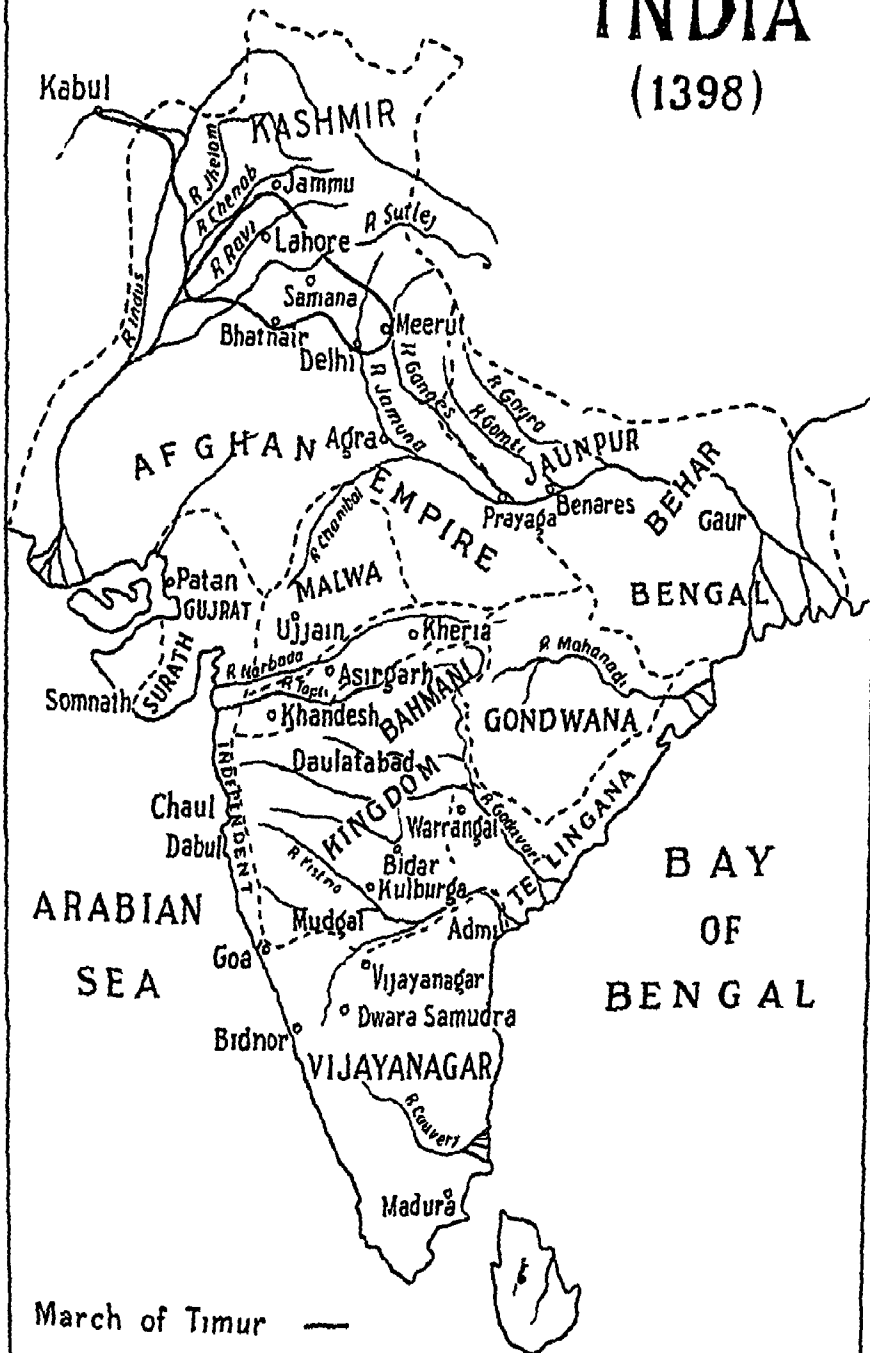 INDIA
(1398)
Kabul
KASHMIR
R Jhelam
R Chenab
Jammu
R Ravi
Lahore
R Sutlej
R Indus
Samana
Bhatnair
Meerut
Delhi
R Ganges
R Jamuna
R Gogra
R Gomti
AFGHAN EMPIRE
Agra
JAUNPUR
BEHAR
Prayaga
Benares
Gaur
R Chambal
Patan
GUJRAT
MALWA
BENGAL
Ujjain
Kheria
SURATH
Somnath
R Narbada
R Tapti
Asirgarh
R Mahanadi
Khandesh
BAHMANI KINGDOM
GONDWANA
INDEPENDENT
Daulatabad
Chaul
Dabul
Warrangal
R Godavari
TELINGANA
Bidar
R Kistna
Kulburga
Mudgal
Admi
Goa
ARABIAN
SEA
BAY
OF
BENGAL
Vijayanagar
Dwara Samudra
Bidnor
VIJAYANAGAR
R Cauveri
Madura
March of Timur